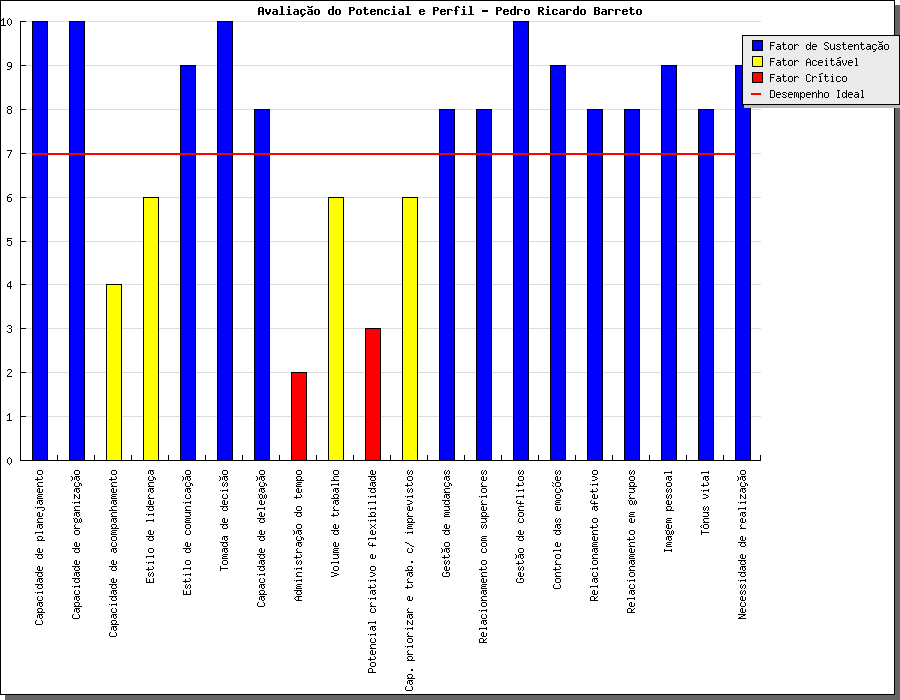 Avaliação do Potencial e Perfil - Pedro Ricardo Barreto
Fator de Sustentação
Fator Aceitável
Fator Crítico
Desempenho Ideal
10
9
8
7
6
5
4
3
2
1
0
Capacidade de planejamento
Capacidade de organização
Capacidade de acompanhamento
Estilo de liderança
Estilo de comunicação
Tomada de decisão
Capacidade de delegação
Administração do tempo
Volume de trabalho
Potencial criativo e flexibilidade
Cap. priorizar e trab. c/ imprevistos
Gestão de mudanças
Relacionamento com superiores
Gestão de conflitos
Controle das emoções
Relacionamento afetivo
Relacionamento em grupos
Imagem pessoal
Tônus vital
Necessidade de realização